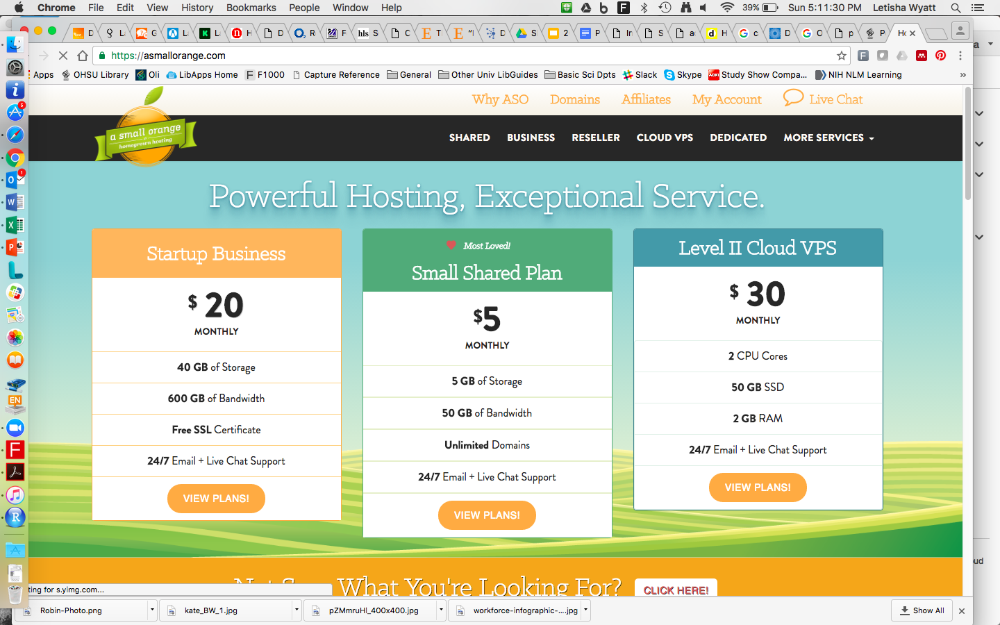 Chrome File Edit View History Bookmarks People Window Help 39% Sun 5:11:30 PM Letisha Wyatt
https://asmallorange.com
Apps OHSU Library Oli LibApps Home F1000 Capture Reference General Other Univ LibGuides Basic Sci Dpts Slack Skype Study Show Compa... NIH NLM Learning »
Why ASO Domains Affiliates My Account Live Chat
a small orange
homegrown hosting
SHARED BUSINESS RESELLER CLOUD VPS DEDICATED MORE SERVICES
Powerful Hosting, Exceptional Service.
Startup Business
$ 20
MONTHLY
40 GB of Storage
600 GB of Bandwidth
Free SSL Certificate
24/7 Email + Live Chat Support
VIEW PLANS!
Most Loved!
Small Shared Plan
$5
MONTHLY
5 GB of Storage
50 GB of Bandwidth
Unlimited Domains
24/7 Email + Live Chat Support
VIEW PLANS!
Level II Cloud VPS
$ 30
MONTHLY
2 CPU Cores
50 GB SSD
2 GB RAM
24/7 Email + Live Chat Support
VIEW PLANS!
What You're Looking For? CLICK HERE!
ting for s.yimg.com...
Robin-Photo.png kate_BW_1.jpg pZMmruHl_400x400.jpg workforce-infographic-....jpg Show All